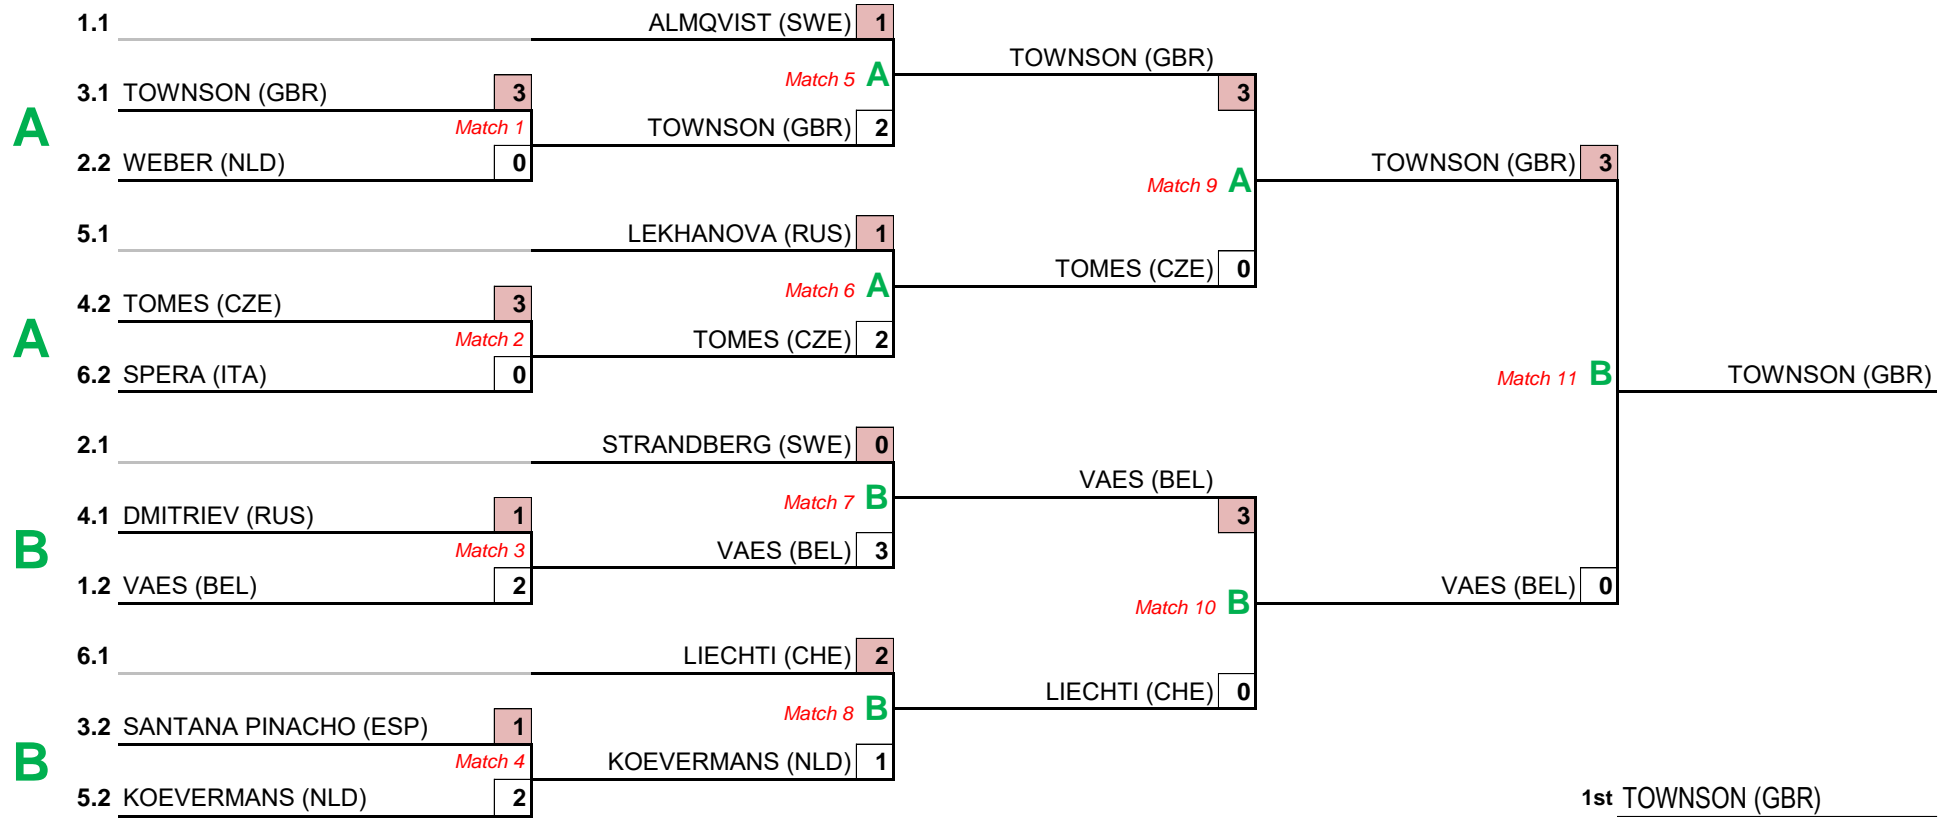 1.1 ALMQVIST (SWE) 1
TOWNSON (GBR)
Match 5 A
3.1 TOWNSON (GBR) 3
3
A
Match 1
TOWNSON (GBR) 2
2.2 WEBER (NLD) 0
TOWNSON (GBR) 3
Match 9 A
5.1 LEKHANOVA (RUS) 1
TOMES (CZE) 0
Match 6 A
4.2 TOMES (CZE) 3
A
Match 2
TOMES (CZE) 2
6.2 SPERA (ITA) 0
Match 11 B
TOWNSON (GBR)
2.1 STRANDBERG (SWE) 0
VAES (BEL)
Match 7 B
4.1 DMITRIEV (RUS) 1
3
B
Match 3
VAES (BEL) 3
1.2 VAES (BEL) 2
VAES (BEL) 0
Match 10 B
6.1 LIECHTI (CHE) 2
LIECHTI (CHE) 0
Match 8 B
3.2 SANTANA PINACHO (ESP) 1
B
Match 4
KOEVERMANS (NLD) 1
5.2 KOEVERMANS (NLD) 2
1st TOWNSON (GBR)